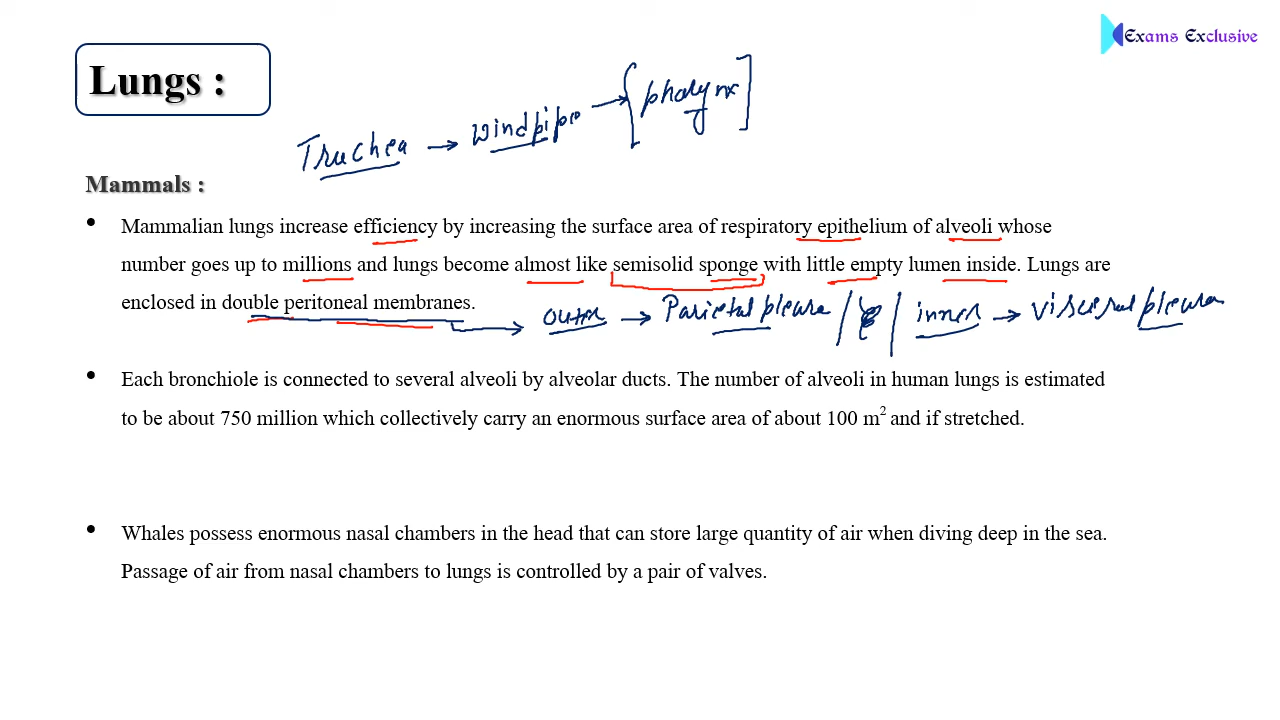 Exams Exclusive
Lungs :
Truchea → windpipe → [pharynx]
Mammals :
• Mammalian lungs increase efficiency by increasing the surface area of respiratory epithelium of alveoli whose
number goes up to millions and lungs become almost like semisolid sponge with little empty lumen inside. Lungs are
enclosed in double peritoneal membranes.
→ outer → Parietal pleura / / inner → visceral pleura
• Each bronchiole is connected to several alveoli by alveolar ducts. The number of alveoli in human lungs is estimated
to be about 750 million which collectively carry an enormous surface area of about 100 m² and if stretched.
• Whales possess enormous nasal chambers in the head that can store large quantity of air when diving deep in the sea.
Passage of air from nasal chambers to lungs is controlled by a pair of valves.